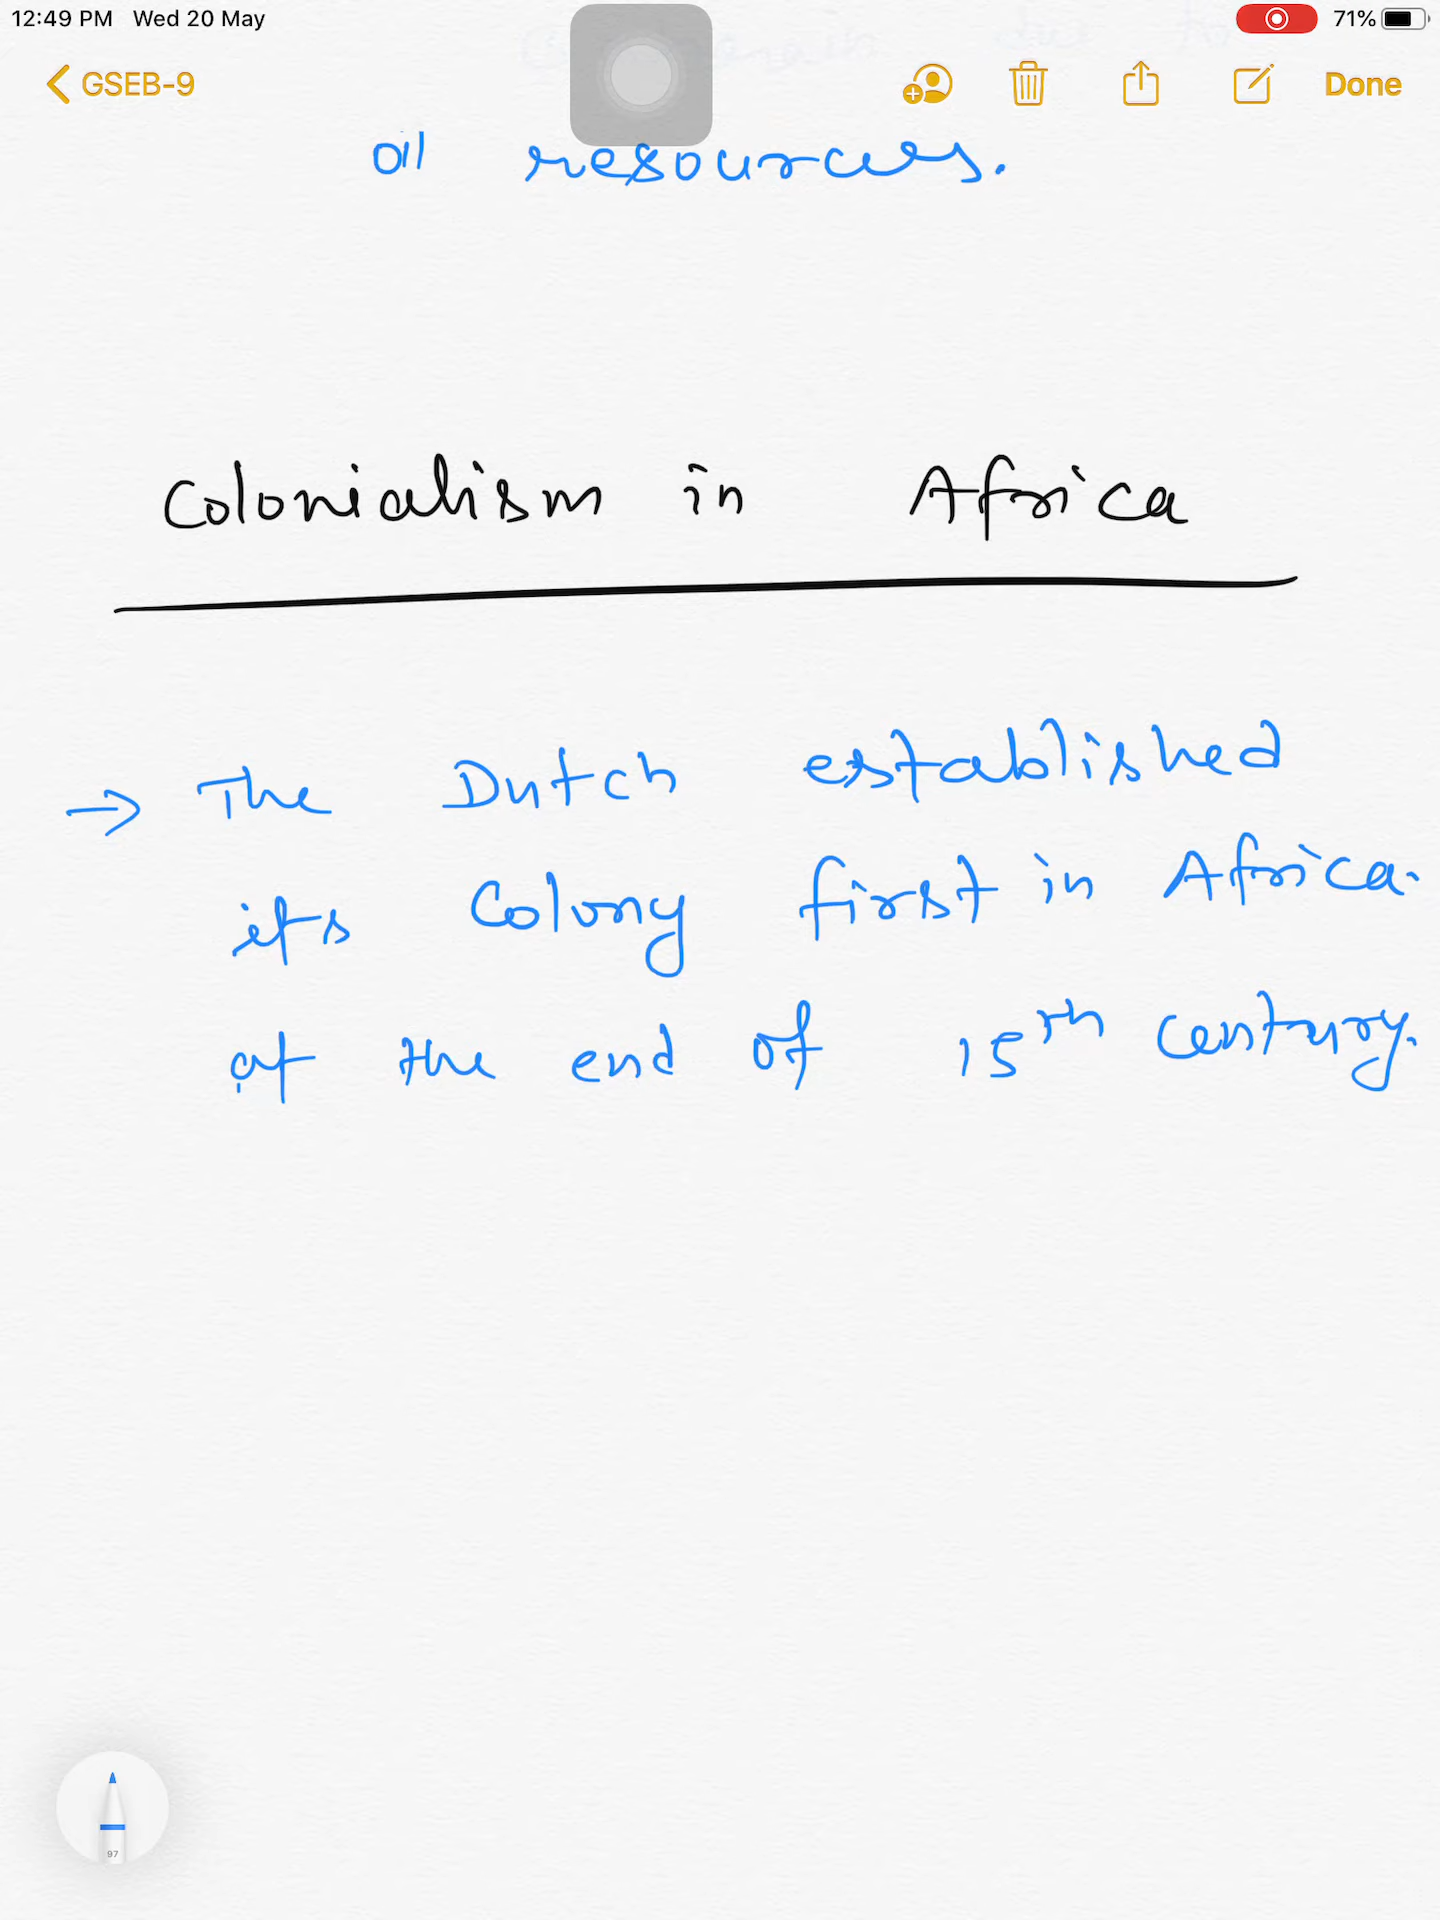 12:49 PM Wed 20 May 71%
GSEB-9 Done
oil resources.
Colonialism in Africa
→ The Dutch established
its Colony first in Africa.
at the end of 15th century.
97